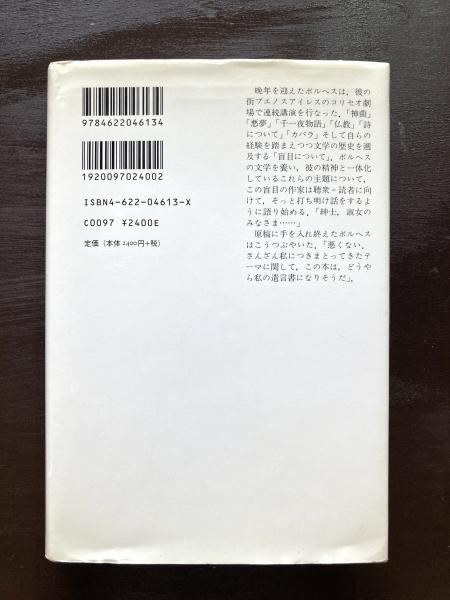 9784622046134
1920097024002
ISBN4-622-04613-X
C0097 ¥2400E
定価（本体2400円+税）
晩年を迎えたボルヘスは，彼の
街ブエノスアイレスのコリセオ劇
場で連続講演を行なった．「神曲」
「悪夢」「千一夜物語」「仏教」「詩
について」「カバラ」そして自らの
経験を踏まえつつ文学の歴史を遡
及する「盲目について」．ボルヘス
の文学を養い，彼の精神と一体化
しているこれらの主題について，
この盲目の作家は聴衆＝読者に向
けて，そっと打ち明け話をするよう
に語り始める．「紳士，淑女の
みなさま……」
原稿に手を入れ終えたボルヘス
はこうつぶやいた．「悪くない．
さんざん私につきまとってきたテ
ーマに関して，この本は，どうや
ら私の遺言書になりそうだ」．